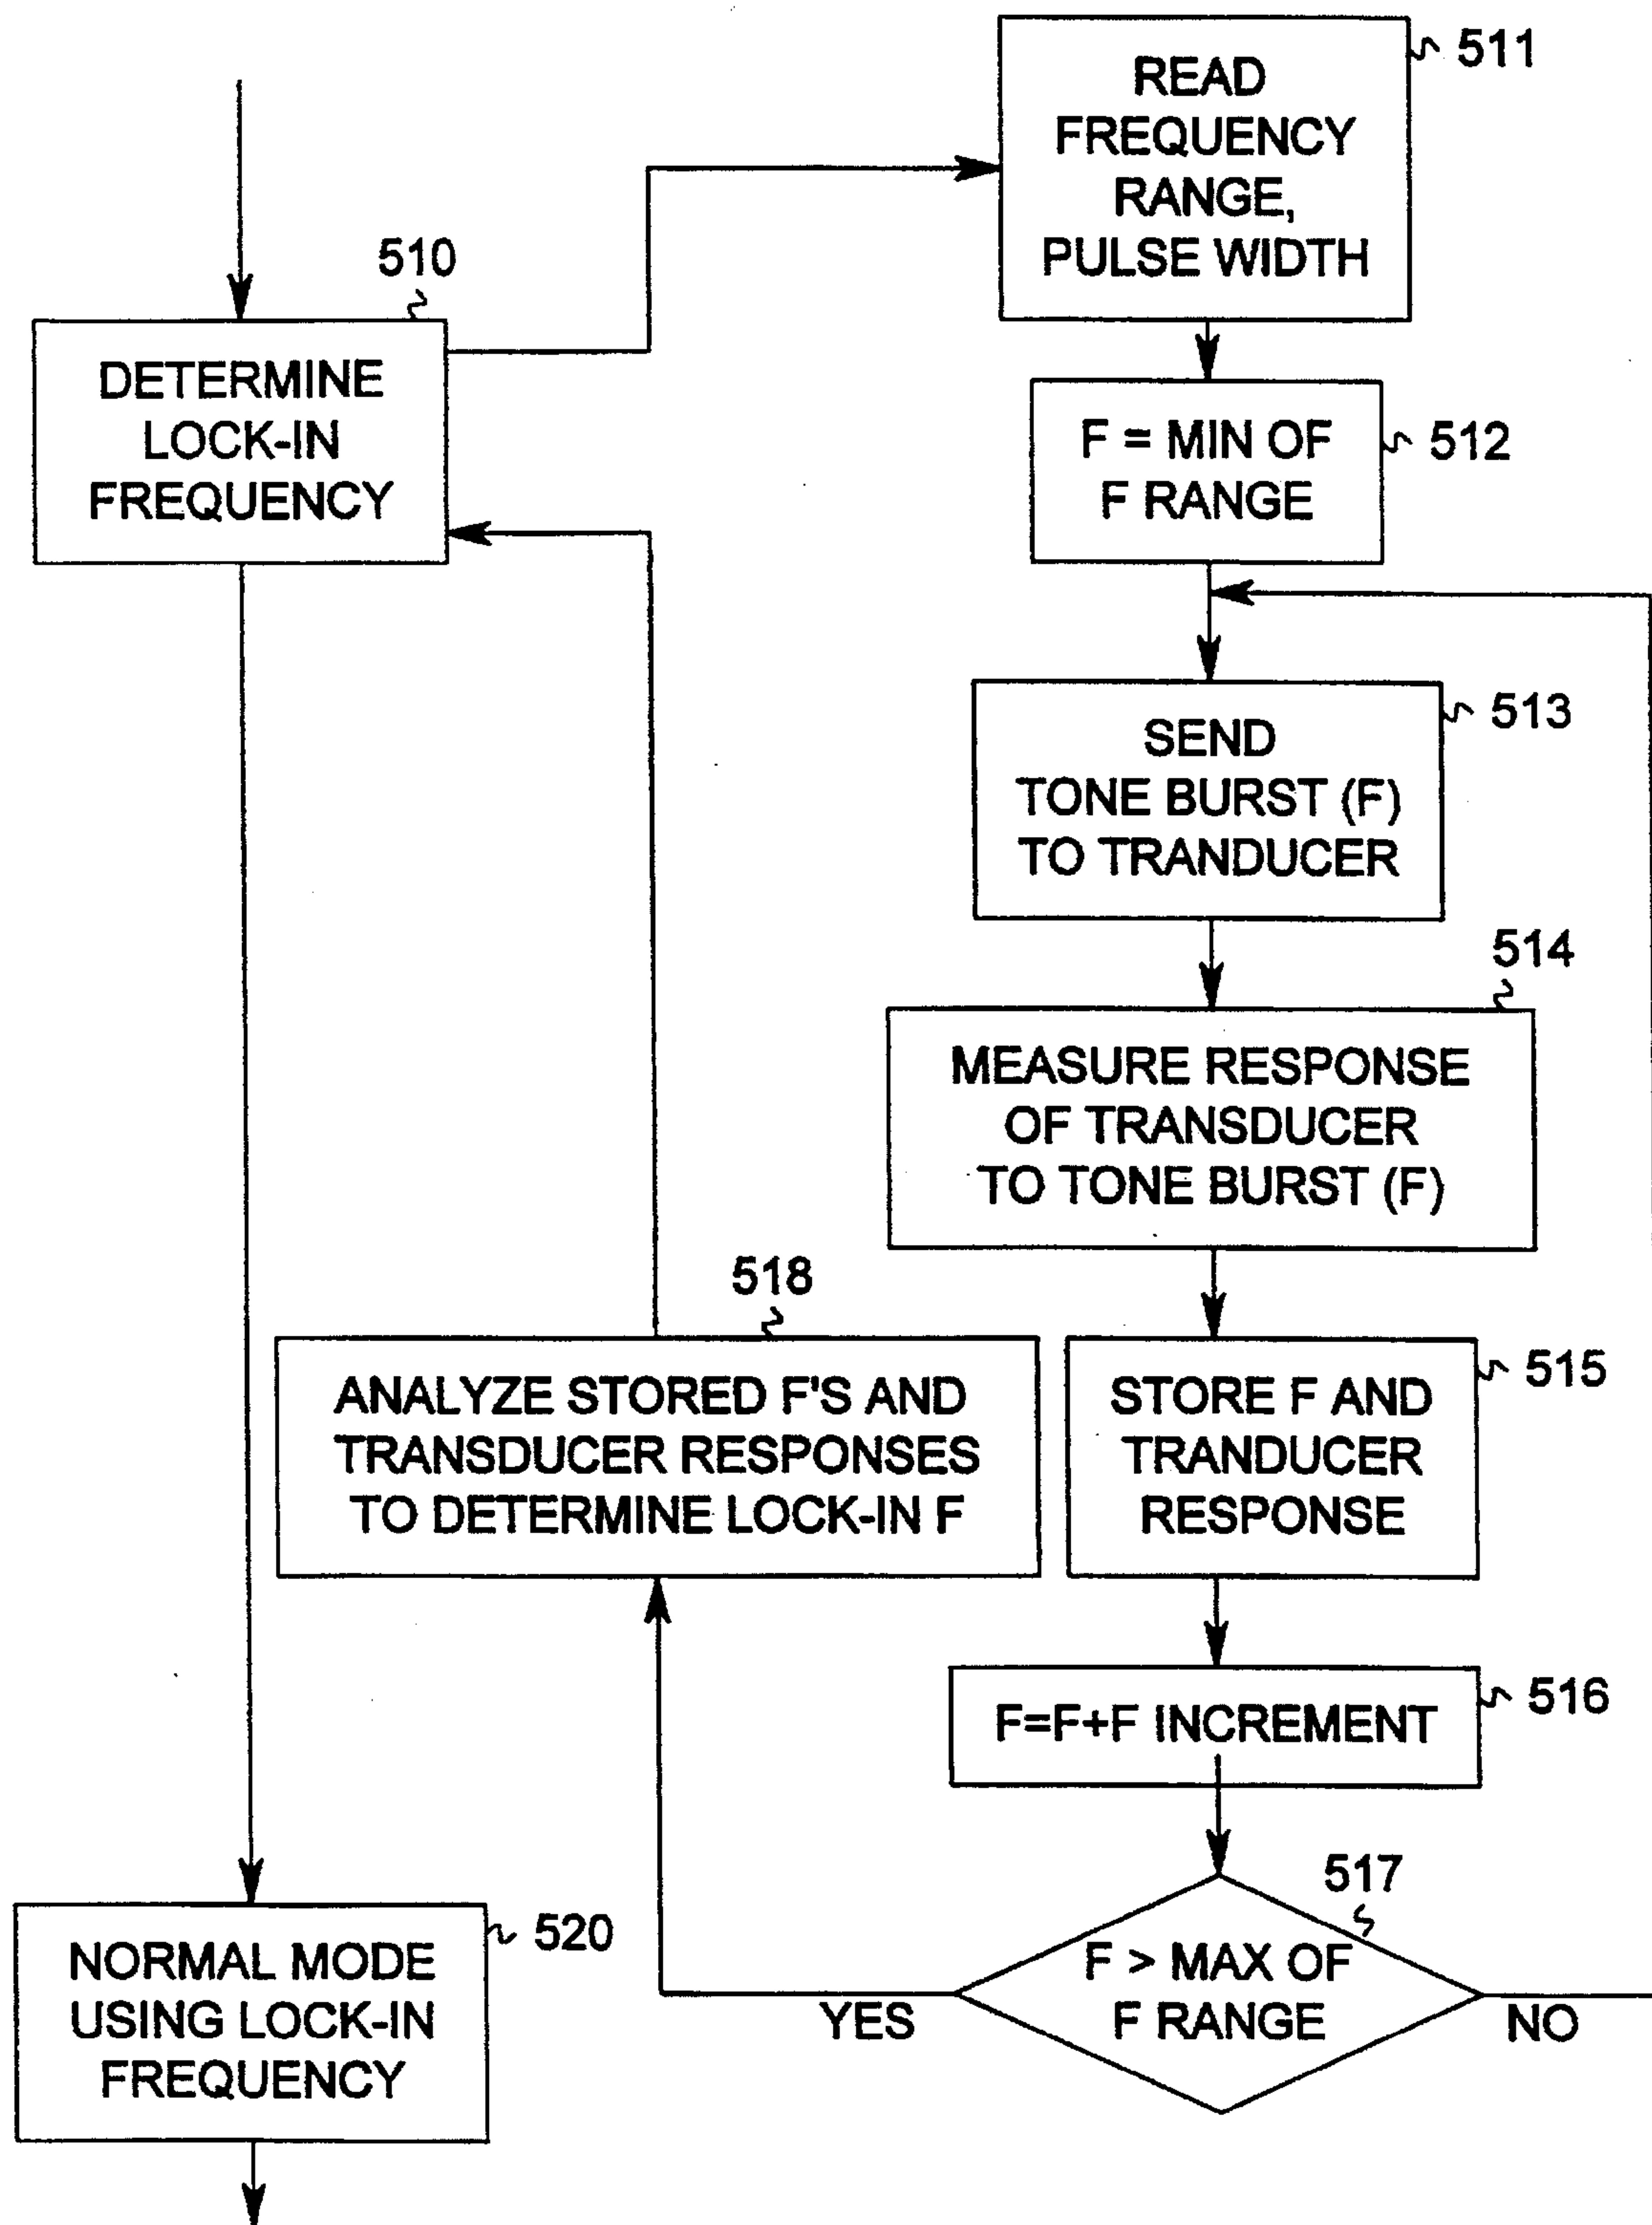 511
READ
FREQUENCY
RANGE,
PULSE WIDTH
510
DETERMINE
LOCK-IN
FREQUENCY
512
F = MIN OF
F RANGE
513
SEND
TONE BURST (F)
TO TRANDUCER
514
MEASURE RESPONSE
OF TRANSDUCER
TO TONE BURST (F)
515
STORE F AND
TRANDUCER
RESPONSE
516
F=F+F INCREMENT
517
F > MAX OF
F RANGE
YES
NO
518
ANALYZE STORED F'S AND
TRANSDUCER RESPONSES
TO DETERMINE LOCK-IN F
520
NORMAL MODE
USING LOCK-IN
FREQUENCY